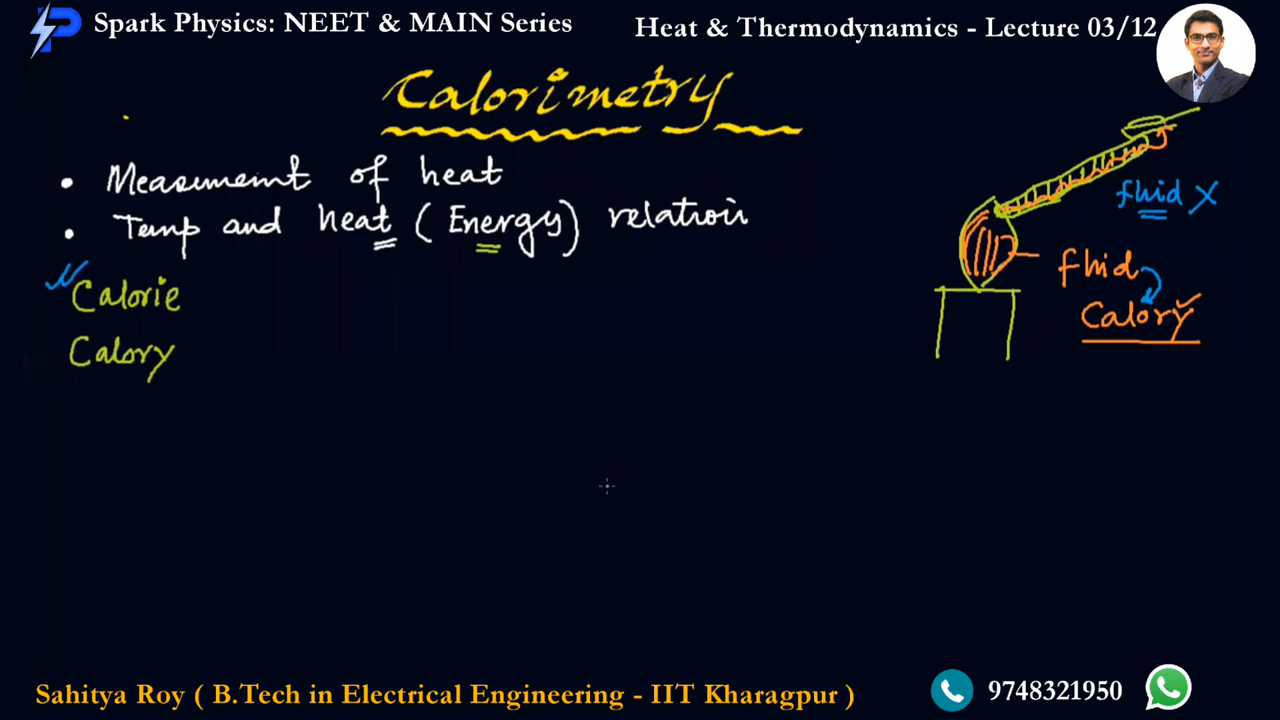 Spark Physics: NEET & MAIN Series
Heat & Thermodynamics - Lecture 03/12
Calorimetry
• Measurement of heat
• Temp and heat (Energy) relation
fluid X
Calorie
fluid
Calory
Calory
Sahitya Roy ( B.Tech in Electrical Engineering - IIT Kharagpur )
9748321950